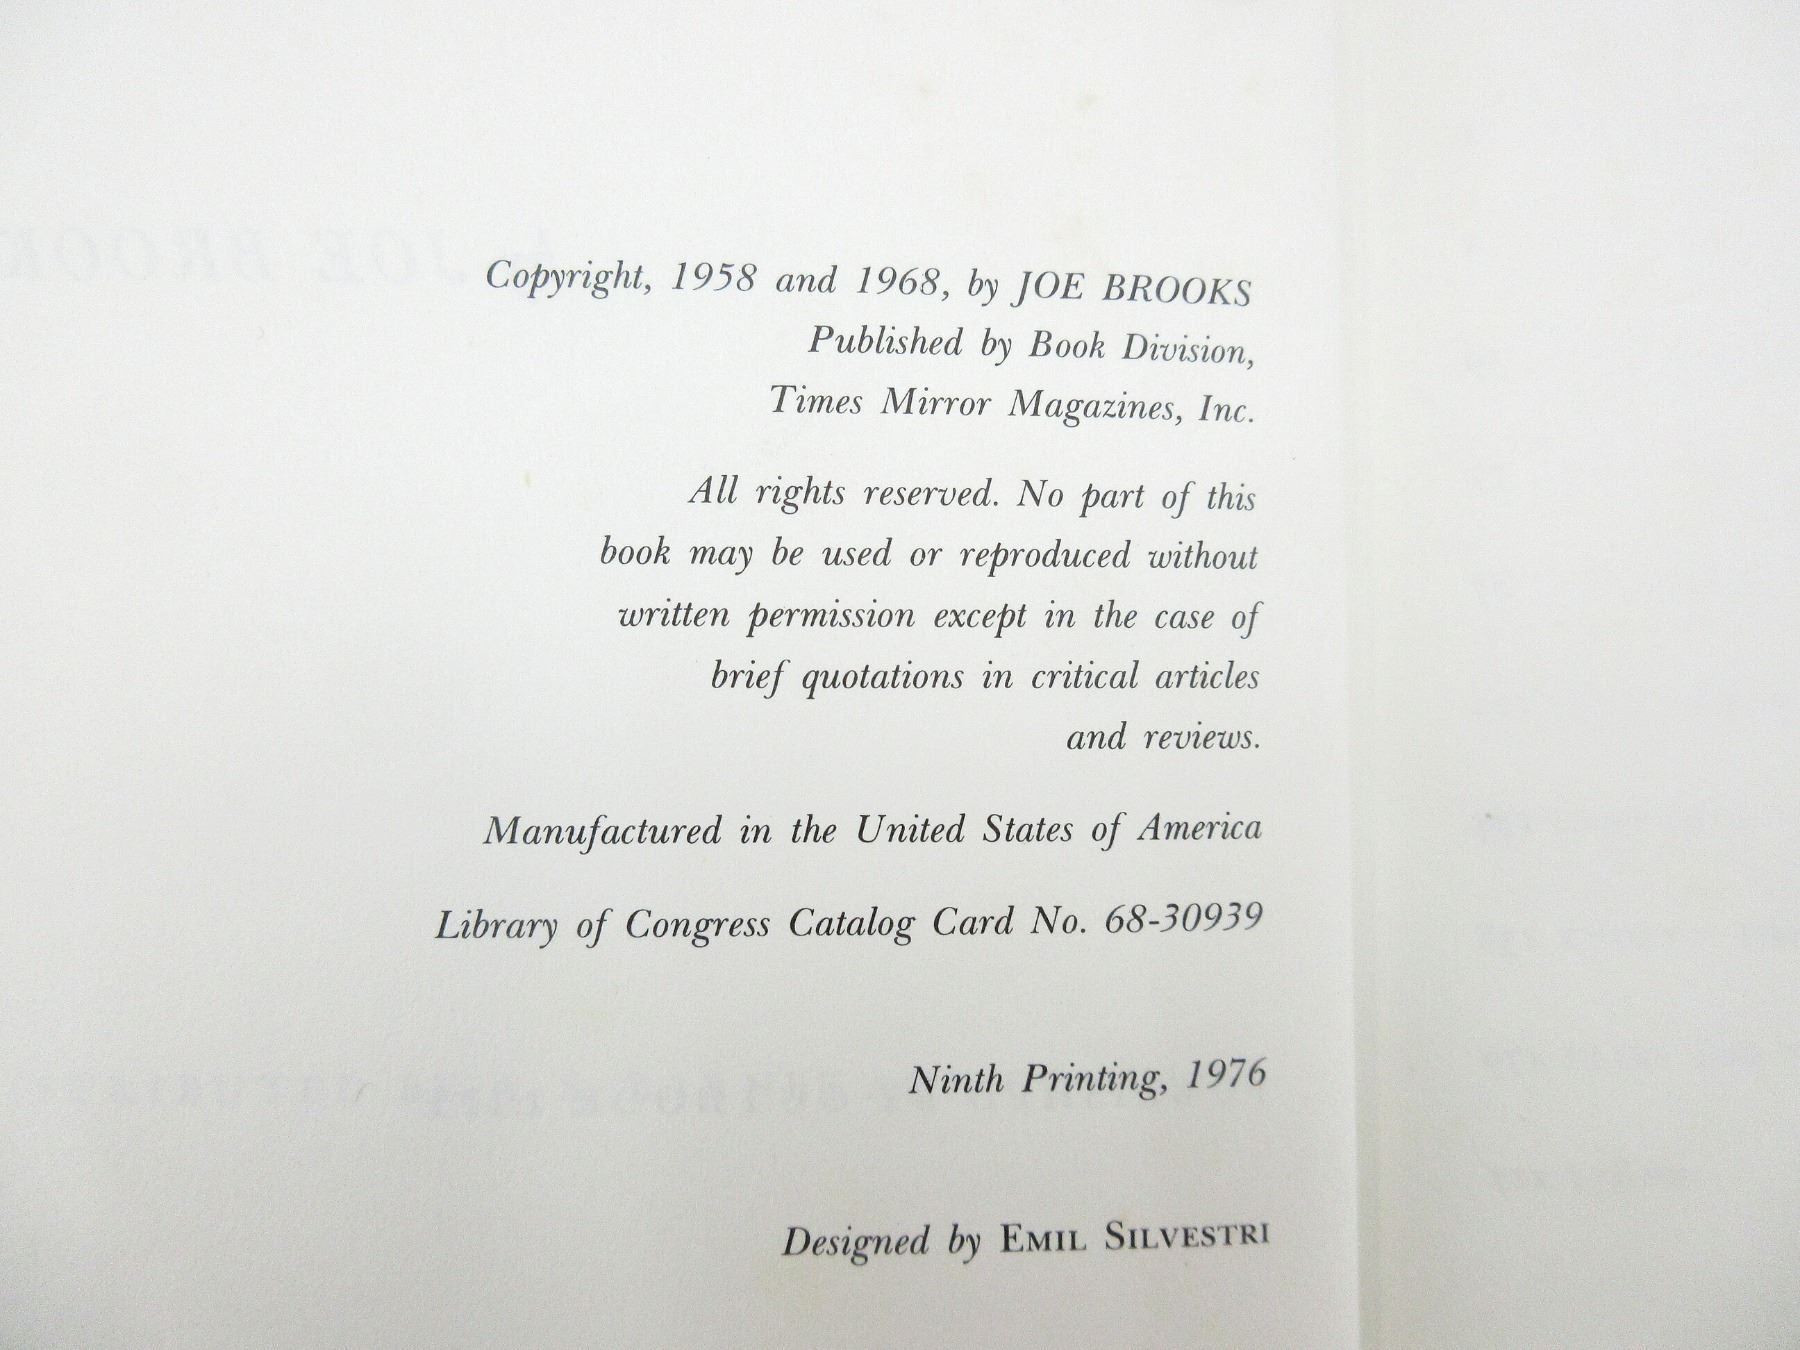 Copyright, 1958 and 1968, by JOE BROOKS
Published by Book Division,
Times Mirror Magazines, Inc.
All rights reserved. No part of this
book may be used or reproduced without
written permission except in the case of
brief quotations in critical articles
and reviews.
Manufactured in the United States of America
Library of Congress Catalog Card No. 68-30939
Ninth Printing, 1976
Designed by EMIL SILVESTRI